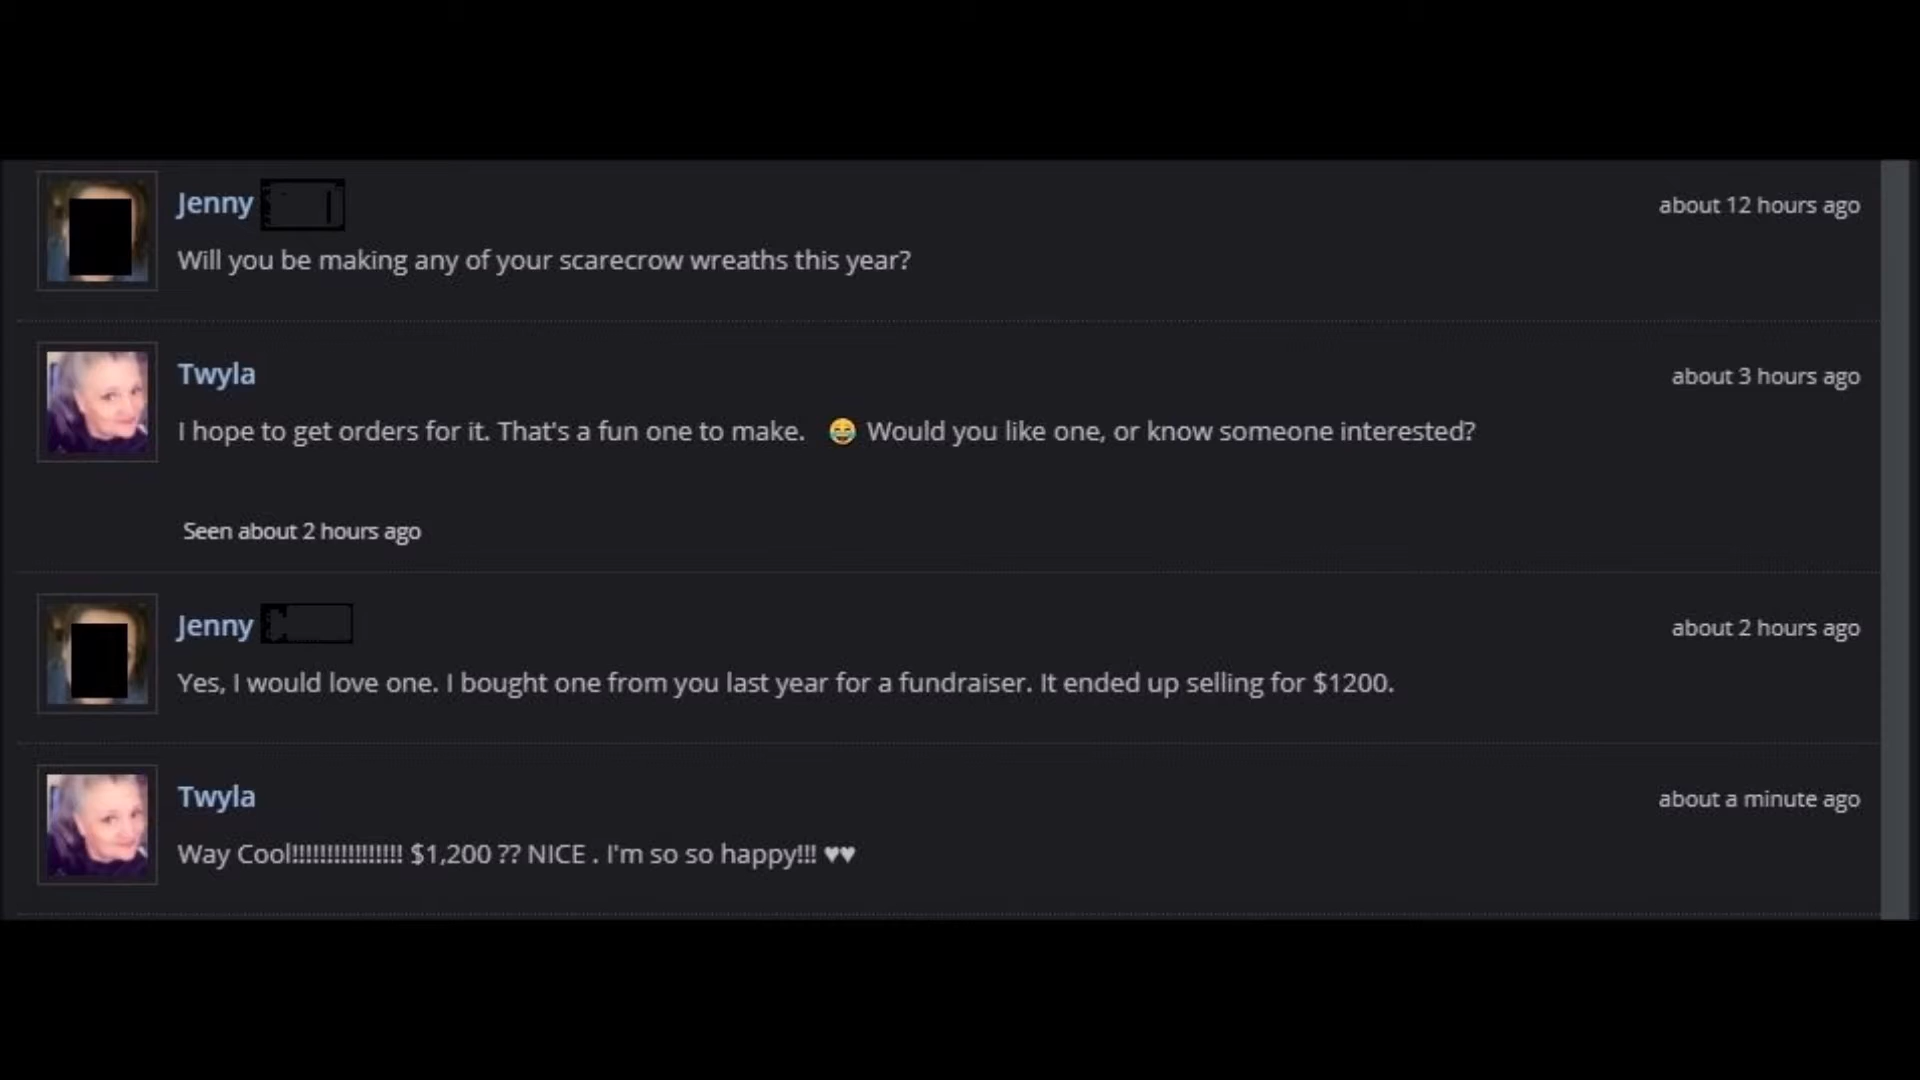 Jenny
about 12 hours ago
Will you be making any of your scarecrow wreaths this year?
Twyla
about 3 hours ago
I hope to get orders for it. That's a fun one to make. 😂 Would you like one, or know someone interested?
Seen about 2 hours ago
Jenny
about 2 hours ago
Yes, I would love one. I bought one from you last year for a fundraiser. It ended up selling for $1200.
Twyla
about a minute ago
Way Cool!!!!!!!!!!!!!!!! $1,200 ?? NICE . I'm so so happy!!! ♥♥